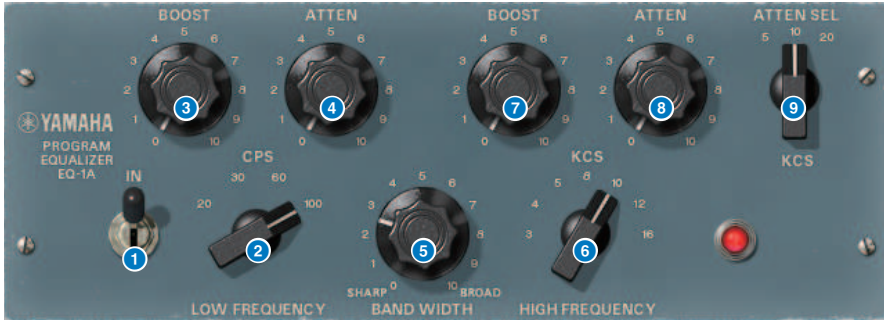 BOOST ATTEN BOOST ATTEN ATTEN SEL
0 1 2 3 4 5 6 7 8 9 10
0 1 2 3 4 5 6 7 8 9 10
0 1 2 3 4 5 6 7 8 9 10
0 1 2 3 4 5 6 7 8 9 10
5 10 20
3 4 7 8 9
YAMAHA
PROGRAM
EQUALIZER
EQ-1A
CPS KCS KCS
IN
20 30 60 100
0 1 2 3 4 5 6 7 8 9 10
3 4 5 8 10 12 16
1 2 5 6
SHARP BROAD
LOW FREQUENCY BAND WIDTH HIGH FREQUENCY